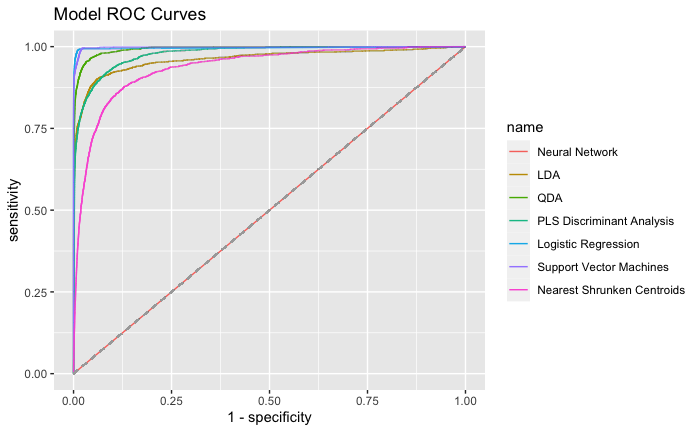 Model ROC Curves
1.00
0.75
0.50
0.25
0.00
sensitivity
0.00
0.25
0.50
0.75
1.00
1 - specificity
name
Neural Network
LDA
QDA
PLS Discriminant Analysis
Logistic Regression
Support Vector Machines
Nearest Shrunken Centroids